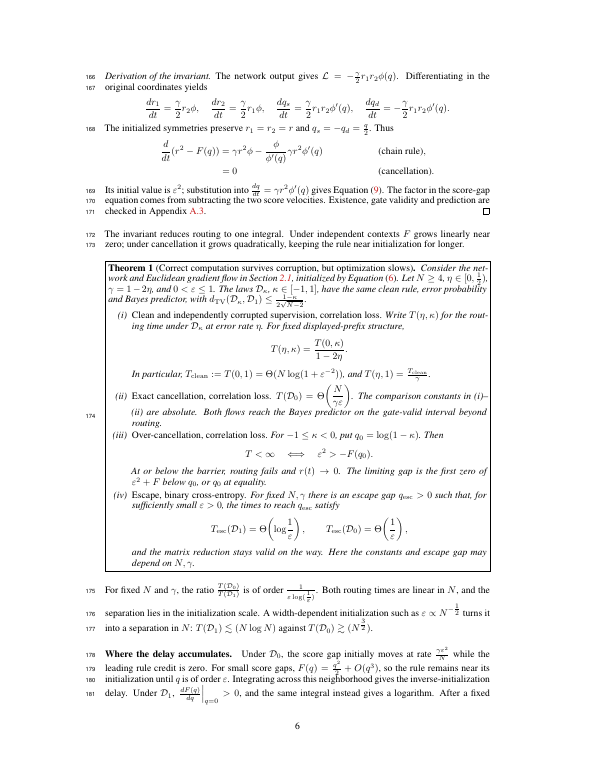 166 Derivation of the invariant. The network output gives ℒ = −γ/2 r₁r₂φ(q). Differentiating in the
167 original coordinates yields
dr₁/dt = γ/2 r₂φ, dr₂/dt = γ/2 r₁φ, dqₛ/dt = γ/2 r₁r₂φ′(q), dq_d/dt = −γ/2 r₁r₂φ′(q).
168 The initialized symmetries preserve r₁ = r₂ = r and qₛ = −q_d = q/2. Thus
d/dt (r² − F(q)) = γr²φ − φ/φ′(q) γr²φ′(q) (chain rule),
= 0 (cancellation).
169 Its initial value is ε²; substitution into dq/dt = γr²φ′(q) gives Equation (9). The factor in the score-gap
170 equation comes from subtracting the two score velocities. Existence, gate validity and prediction are
171 checked in Appendix A.3. □
172 The invariant reduces routing to one integral. Under independent contexts F grows linearly near
173 zero; under cancellation it grows quadratically, keeping the rule near initialization for longer.
Theorem 1 (Correct computation survives corruption, but optimization slows). Consider the net-
work and Euclidean gradient flow in Section 2.1, initialized by Equation (6). Let N ≥ 4, η ∈ [0, 1/2),
γ = 1 − 2η, and 0 < ε ≤ 1. The laws 𝒟_κ, κ ∈ [−1, 1], have the same clean rule, error probability
and Bayes predictor, with d_TV(𝒟_κ, 𝒟₁) ≤ (1−κ)/(2√(N−2)).
(i) Clean and independently corrupted supervision, correlation loss. Write T(η, κ) for the rout-
ing time under 𝒟_κ at error rate η. For fixed displayed-prefix structure,
T(η, κ) = T(0, κ)/(1 − 2η).
In particular, T_clean := T(0, 1) = Θ(N log(1 + ε⁻²)), and T(η, 1) = T_clean/γ.
(ii) Exact cancellation, correlation loss. T(𝒟₀) = Θ(N/(γε)). The comparison constants in (i)–
174 (ii) are absolute. Both flows reach the Bayes predictor on the gate-valid interval beyond
routing.
(iii) Over-cancellation, correlation loss. For −1 ≤ κ < 0, put q₀ = log(1 − κ). Then
T < ∞ ⟺ ε² > −F(q₀).
At or below the barrier, routing fails and r(t) → 0. The limiting gap is the first zero of
ε² + F below q₀, or q₀ at equality.
(iv) Escape, binary cross-entropy. For fixed N, γ there is an escape gap q_esc > 0 such that, for
sufficiently small ε > 0, the times to reach q_esc satisfy
T_esc(𝒟₁) = Θ(log 1/ε), T_esc(𝒟₀) = Θ(1/ε),
and the matrix reduction stays valid on the way. Here the constants and escape gap may
depend on N, γ.
175 For fixed N and γ, the ratio T(𝒟₀)/T(𝒟₁) is of order 1/(ε log(1/ε)). Both routing times are linear in N, and the
176 separation lies in the initialization scale. A width-dependent initialization such as ε ∝ N^(−1/2) turns it
177 into a separation in N: T(𝒟₁) ≲ (N log N) against T(𝒟₀) ≳ (N^(3/2)).
178 Where the delay accumulates. Under 𝒟₀, the score gap initially moves at rate γε²/N while the
179 leading rule credit is zero. For small score gaps, F(q) = q²/2 + O(q³), so the rule remains near its
180 initialization until q is of order ε. Integrating across this neighborhood gives the inverse-initialization
181 delay. Under 𝒟₁, dF(q)/dq |_(q=0) > 0, and the same integral instead gives a logarithm. After a fixed
6